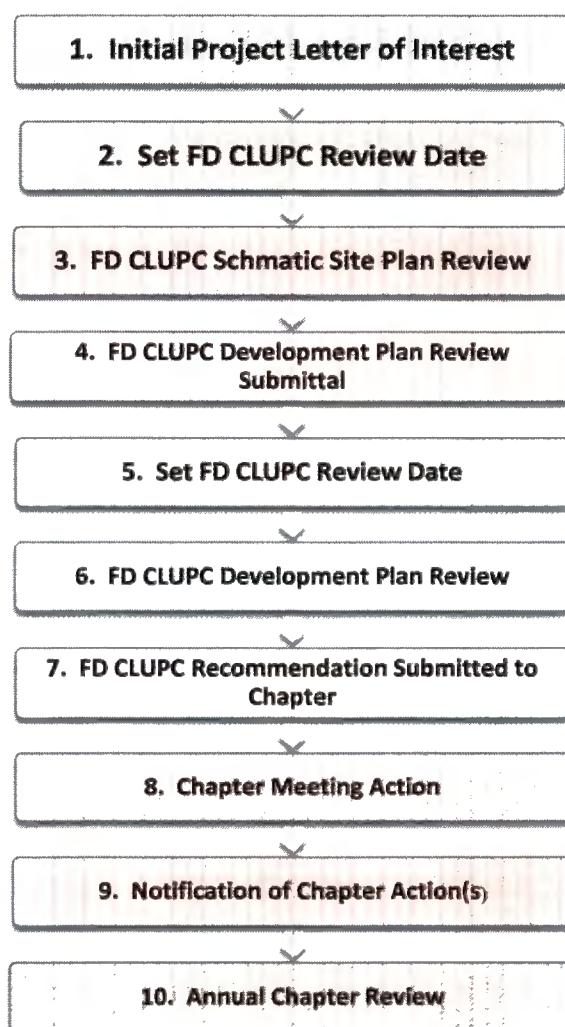 1. Initial Project Letter of Interest
2. Set FD CLUPC Review Date
3. FD CLUPC Schmatic Site Plan Review
4. FD CLUPC Development Plan Review
Submittal
5. Set FD CLUPC Review Date
6. FD CLUPC Development Plan Review
7. FD CLUPC Recommendation Submitted to
Chapter
8. Chapter Meeting Action
9. Notification of Chapter Action(s)
10. Annual Chapter Review